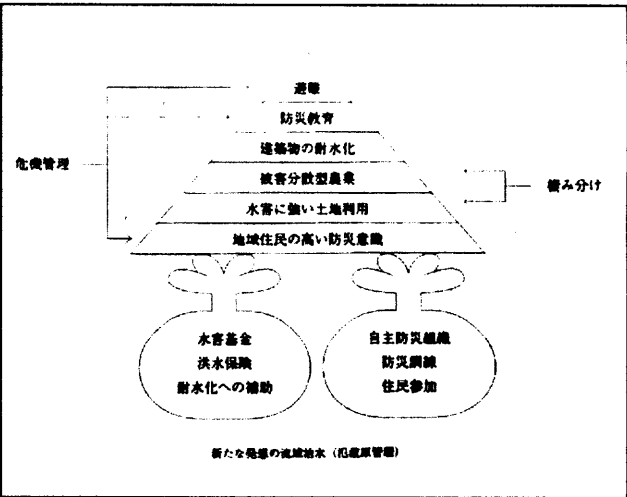 避難
防災教育
建築物の耐水化
危機管理
被害分散型農業
棲み分け
水害に強い土地利用
地域住民の高い防災意識
水害基金
洪水保険
耐水化への補助
自主防災組織
防災訓練
住民参加
新たな発想の流域治水（氾濫原管理）